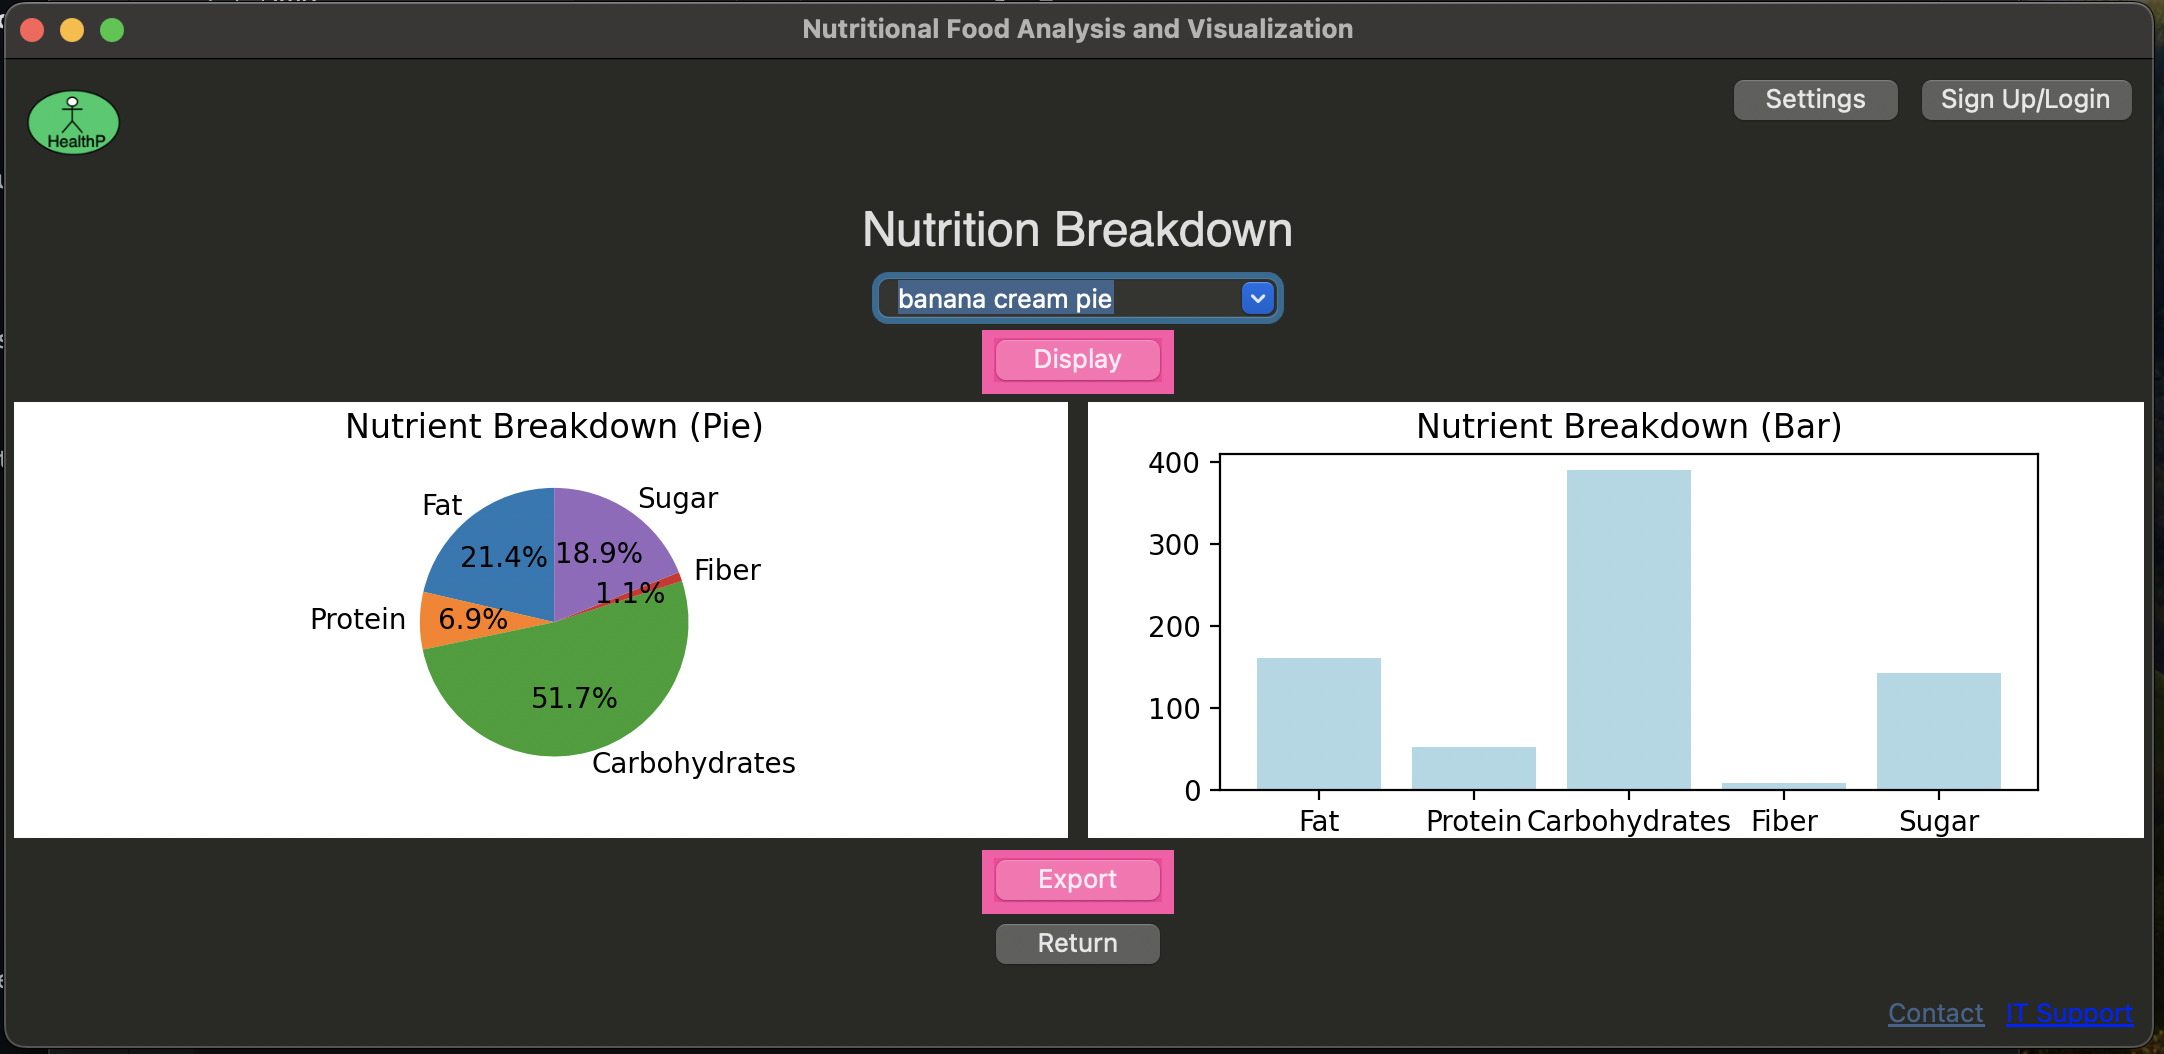 Nutritional Food Analysis and Visualization
HealthP
Settings
Sign Up/Login
Nutrition Breakdown
banana cream pie
Display
Nutrient Breakdown (Pie)
Fat
Sugar
21.4%
18.9%
Fiber
1.1%
Protein
6.9%
51.7%
Carbohydrates
Nutrient Breakdown (Bar)
400
300
200
100
0
Fat Protein Carbohydrates Fiber Sugar
Export
Return
Contact IT Support